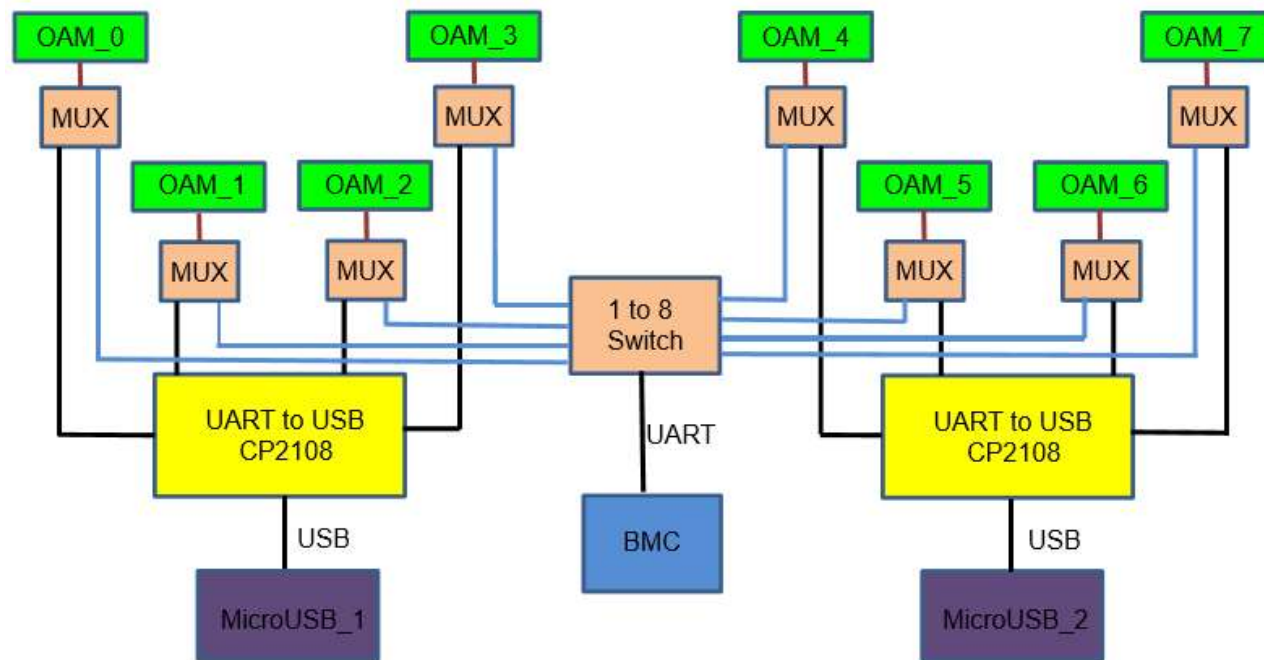 OAM_0
OAM_3
OAM_4
OAM_7
MUX
MUX
MUX
MUX
OAM_1
OAM_2
OAM_5
OAM_6
MUX
MUX
MUX
MUX
1 to 8
Switch
UART to USB
CP2108
UART
UART to USB
CP2108
USB
BMC
USB
MicroUSB_1
MicroUSB_2